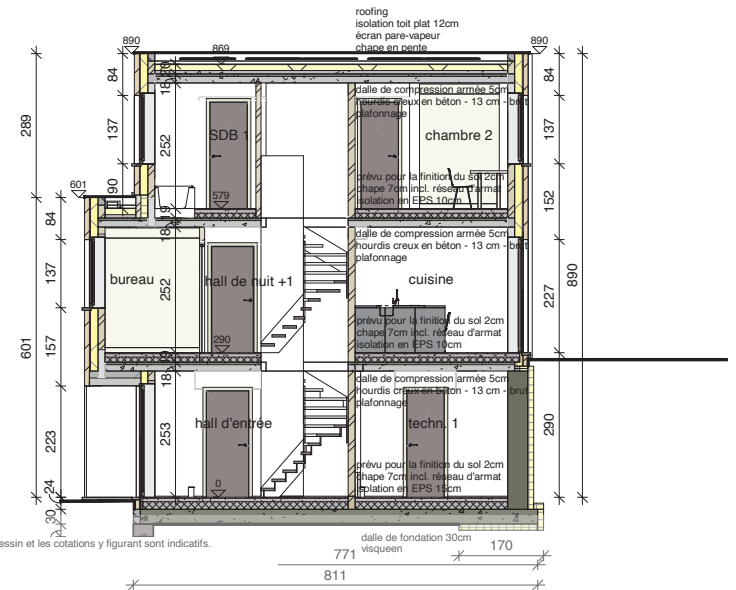 roofing
isolation toit plat 12cm
écran pare-vapeur
chape en pente
890
869
890
dalle de compression armée 5cm
hourdis creux en béton - 13 cm - brut
plafonnage
SDB 1
chambre 2
84
137
90
289
18
20
252
84
137
152
prévu pour la finition du sol 2cm
chape 7cm incl. réseau d'armat
isolation en EPS 10cm
601
579
19
18
dalle de compression armée 5cm
hourdis creux en béton - 13 cm - brut
plafonnage
bureau
hall de nuit +1
cuisine
84
137
157
601
252
227
890
290
prévu pour la finition du sol 2cm
chape 7cm incl. réseau d'armat
isolation en EPS 10cm
19
18
dalle de compression armée 5cm
hourdis creux en béton - 13 cm - brut
plafonnage
hall d'entrée
techn. 1
223
24
30
253
290
0
prévu pour la finition du sol 2cm
chape 7cm incl. réseau d'armat
isolation en EPS 15cm
dalle de fondation 30cm
visqueen
essin et les cotations y figurant sont indicatifs.
170
771
811